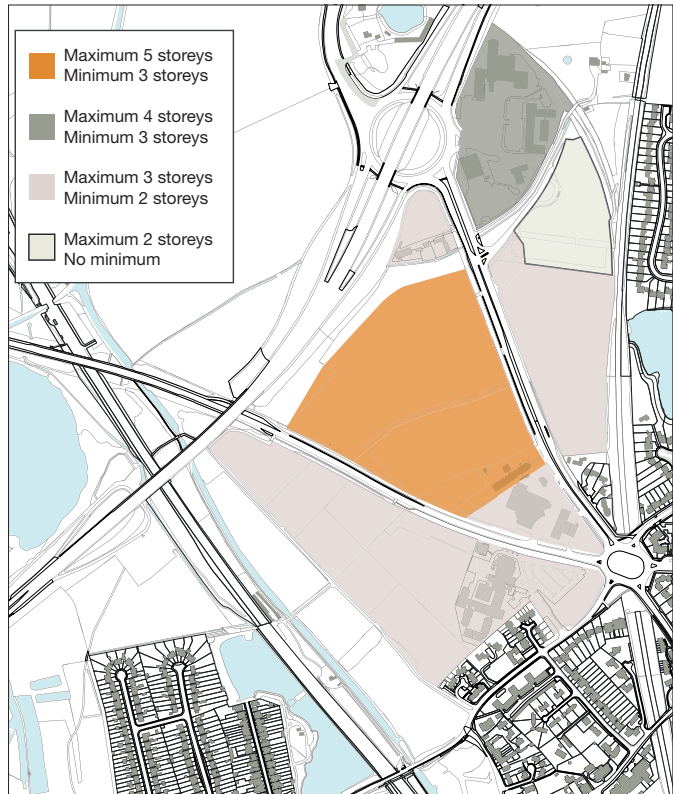 Maximum 5 storeys
Minimum 3 storeys
Maximum 4 storeys
Minimum 3 storeys
Maximum 3 storeys
Minimum 2 storeys
Maximum 2 storeys
No minimum